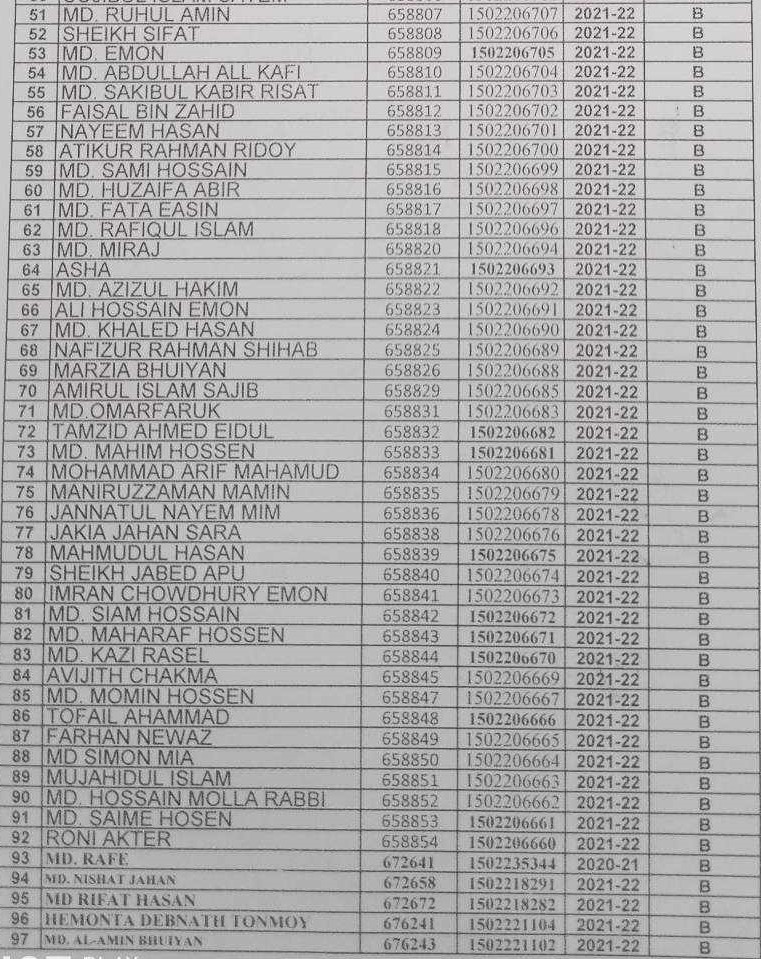 51 MD. RUHUL AMIN 658807 1502206707 2021-22 B
52 SHEIKH SIFAT 658808 1502206706 2021-22 B
53 MD. EMON 658809 1502206705 2021-22 B
54 MD. ABDULLAH ALL KAFI 658810 1502206704 2021-22 B
55 MD. SAKIBUL KABIR RISAT 658811 1502206703 2021-22 B
56 FAISAL BIN ZAHID 658812 1502206702 2021-22 B
57 NAYEEM HASAN 658813 1502206701 2021-22 B
58 ATIKUR RAHMAN RIDOY 658814 1502206700 2021-22 B
59 MD. SAMI HOSSAIN 658815 1502206699 2021-22 B
60 MD. HUZAIFA ABIR 658816 1502206698 2021-22 B
61 MD. FATA EASIN 658817 1502206697 2021-22 B
62 MD. RAFIQUL ISLAM 658818 1502206696 2021-22 B
63 MD. MIRAJ 658820 1502206694 2021-22 B
64 ASHA 658821 1502206693 2021-22 B
65 MD. AZIZUL HAKIM 658822 1502206692 2021-22 B
66 ALI HOSSAIN EMON 658823 1502206691 2021-22 B
67 MD. KHALED HASAN 658824 1502206690 2021-22 B
68 NAFIZUR RAHMAN SHIHAB 658825 1502206689 2021-22 B
69 MARZIA BHUIYAN 658826 1502206688 2021-22 B
70 AMIRUL ISLAM SAJIB 658829 1502206685 2021-22 B
71 MD.OMARFARUK 658831 1502206683 2021-22 B
72 TAMZID AHMED EIDUL 658832 1502206682 2021-22 B
73 MD. MAHIM HOSSEN 658833 1502206681 2021-22 B
74 MOHAMMAD ARIF MAHAMUD 658834 1502206680 2021-22 B
75 MANIRUZZAMAN MAMIN 658835 1502206679 2021-22 B
76 JANNATUL NAYEM MIM 658836 1502206678 2021-22 B
77 JAKIA JAHAN SARA 658838 1502206676 2021-22 B
78 MAHMUDUL HASAN 658839 1502206675 2021-22 B
79 SHEIKH JABED APU 658840 1502206674 2021-22 B
80 IMRAN CHOWDHURY EMON 658841 1502206673 2021-22 B
81 MD. SIAM HOSSAIN 658842 1502206672 2021-22 B
82 MD. MAHARAF HOSSEN 658843 1502206671 2021-22 B
83 MD. KAZI RASEL 658844 1502206670 2021-22 B
84 AVIJITH CHAKMA 658845 1502206669 2021-22 B
85 MD. MOMIN HOSSEN 658847 1502206667 2021-22 B
86 TOFAIL AHAMMAD 658848 1502206666 2021-22 B
87 FARHAN NEWAZ 658849 1502206665 2021-22 B
88 MD SIMON MIA 658850 1502206664 2021-22 B
89 MUJAHIDUL ISLAM 658851 1502206663 2021-22 B
90 MD. HOSSAIN MOLLA RABBI 658852 1502206662 2021-22 B
91 MD. SAIME HOSEN 658853 1502206661 2021-22 B
92 RONI AKTER 658854 1502206660 2021-22 B
93 MD. RAFE 672641 1502235344 2020-21 B
94 MD. NISHAT JAHAN 672658 1502218291 2021-22 B
95 MD RIFAT HASAN 672672 1502218282 2021-22 B
96 HEMONTA DEBNATH TONMOY 676241 1502221104 2021-22 B
97 MD. AL-AMIN BHUIYAN 676243 1502221102 2021-22 B